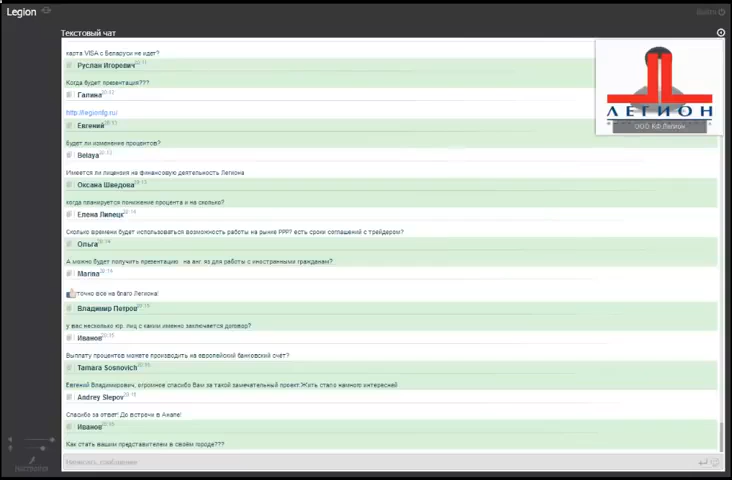 Legion
Выйти
Текстовый чат
карта VISA с Беларуси не идет?
Руслан Игоревич
Когда будет презентация???
Галина
http://legionfg.ru/
Евгений
будет ли изменение процентов?
Belaya
Имеется ли лицензия на финансовую деятельность Легиона
Оксана Шведова
когда планируется понижение процента и на сколько?
Елена Липецк
Сколько времени будет использоваться возможность работы на рынке PPP? есть сроки соглашений с трейдером?
Ольга
А можно будет получить презентацию на анг. яз для работы с иностранными гражданам?
Marina
точно все на благо Легиона!
Владимир Петров
у вас несколько юр. лиц с каким именно заключается договор?
Иванов
Выплату процентов можете производить на европейский банковский счёт?
Tamara Sosnovich
Евгений Владимирович, огромное спасибо Вам за такой замечательный проект.Жить стало намного интересней
Andrey Slepov
Спасибо за ответ! До встречи в Анапе!
Иванов
Как стать вашим представителем в своём городе???
Написать сообщение
ЛЕГИОН
ООО КФ Легион